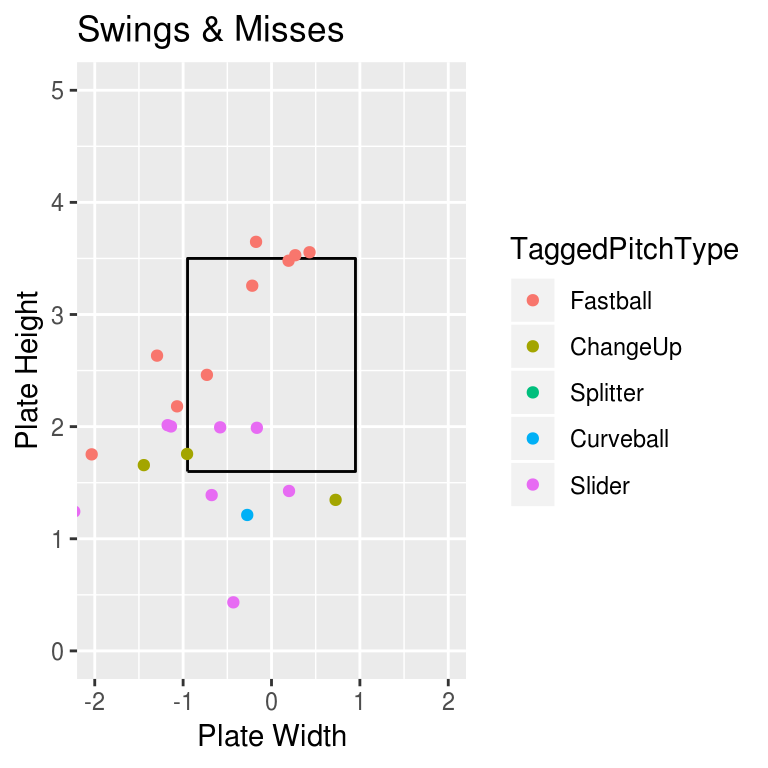 Swings & Misses
5
4
3
2
1
0
Plate Height
-2 -1 0 1 2
Plate Width
TaggedPitchType
Fastball
ChangeUp
Splitter
Curveball
Slider